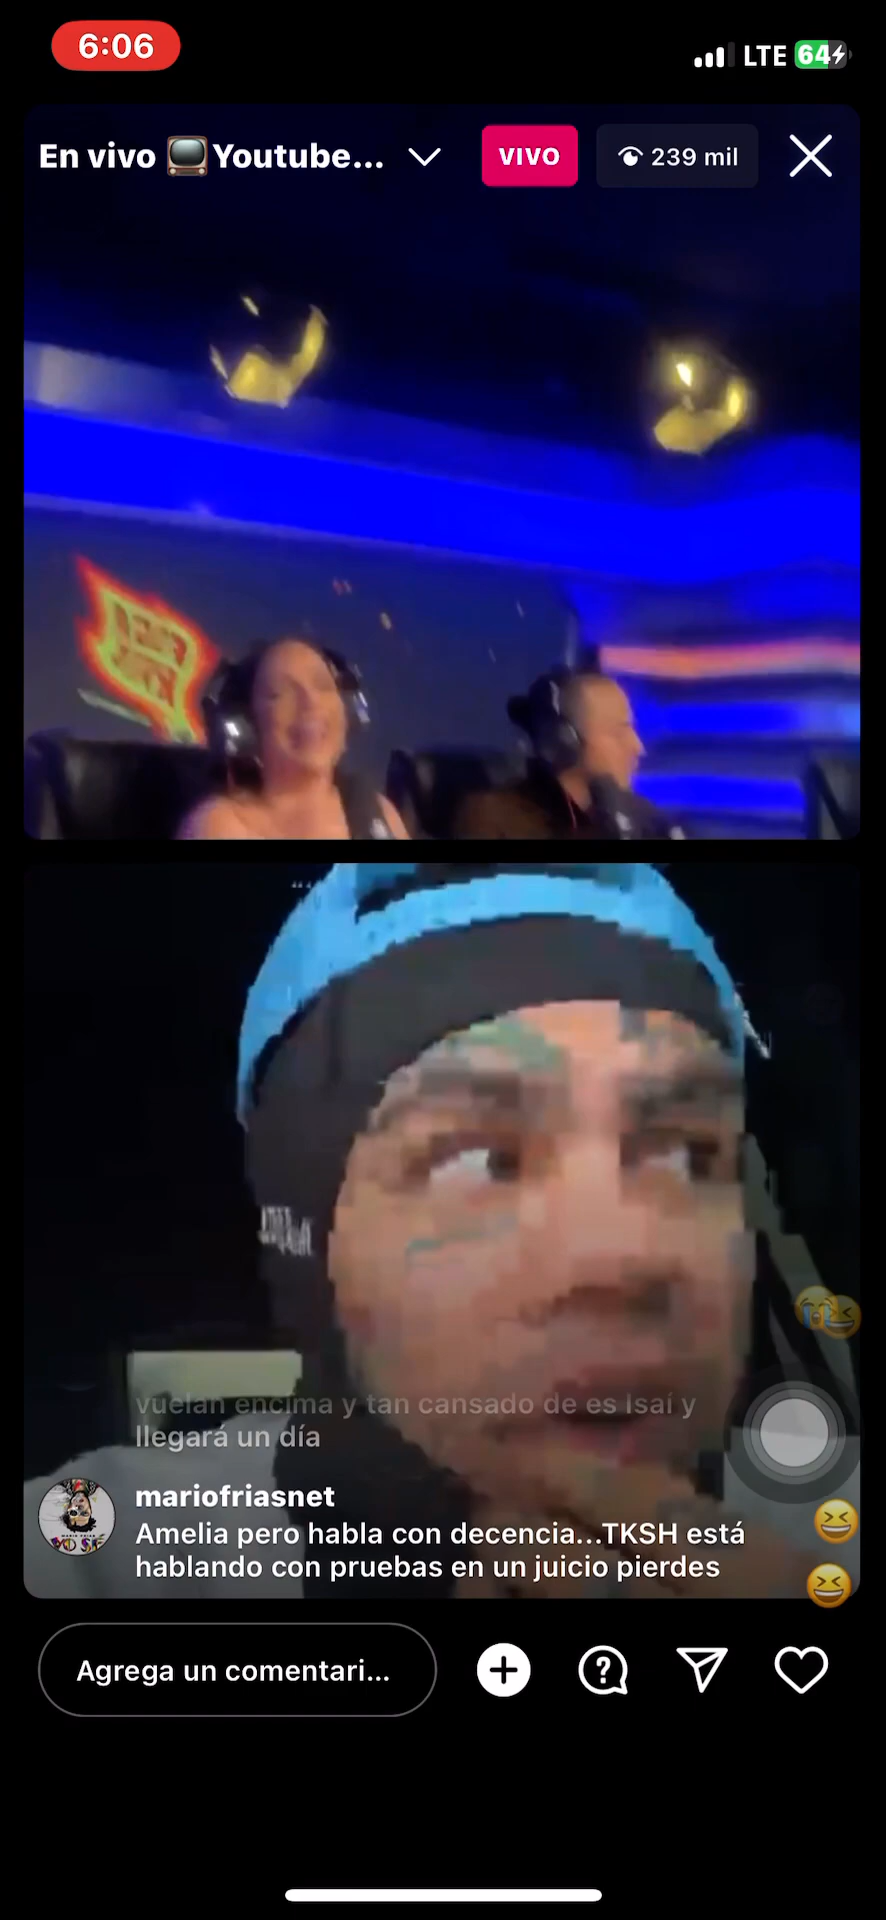 6:06
LTE
64
En vivo 📺Youtube...
VIVO
239 mil
vuelan encima y tan cansado de es Isaí y
llegará un día
mariofriasnet
Amelia pero habla con decencia...TKSH está
hablando con pruebas en un juicio pierdes
Agrega un comentari...